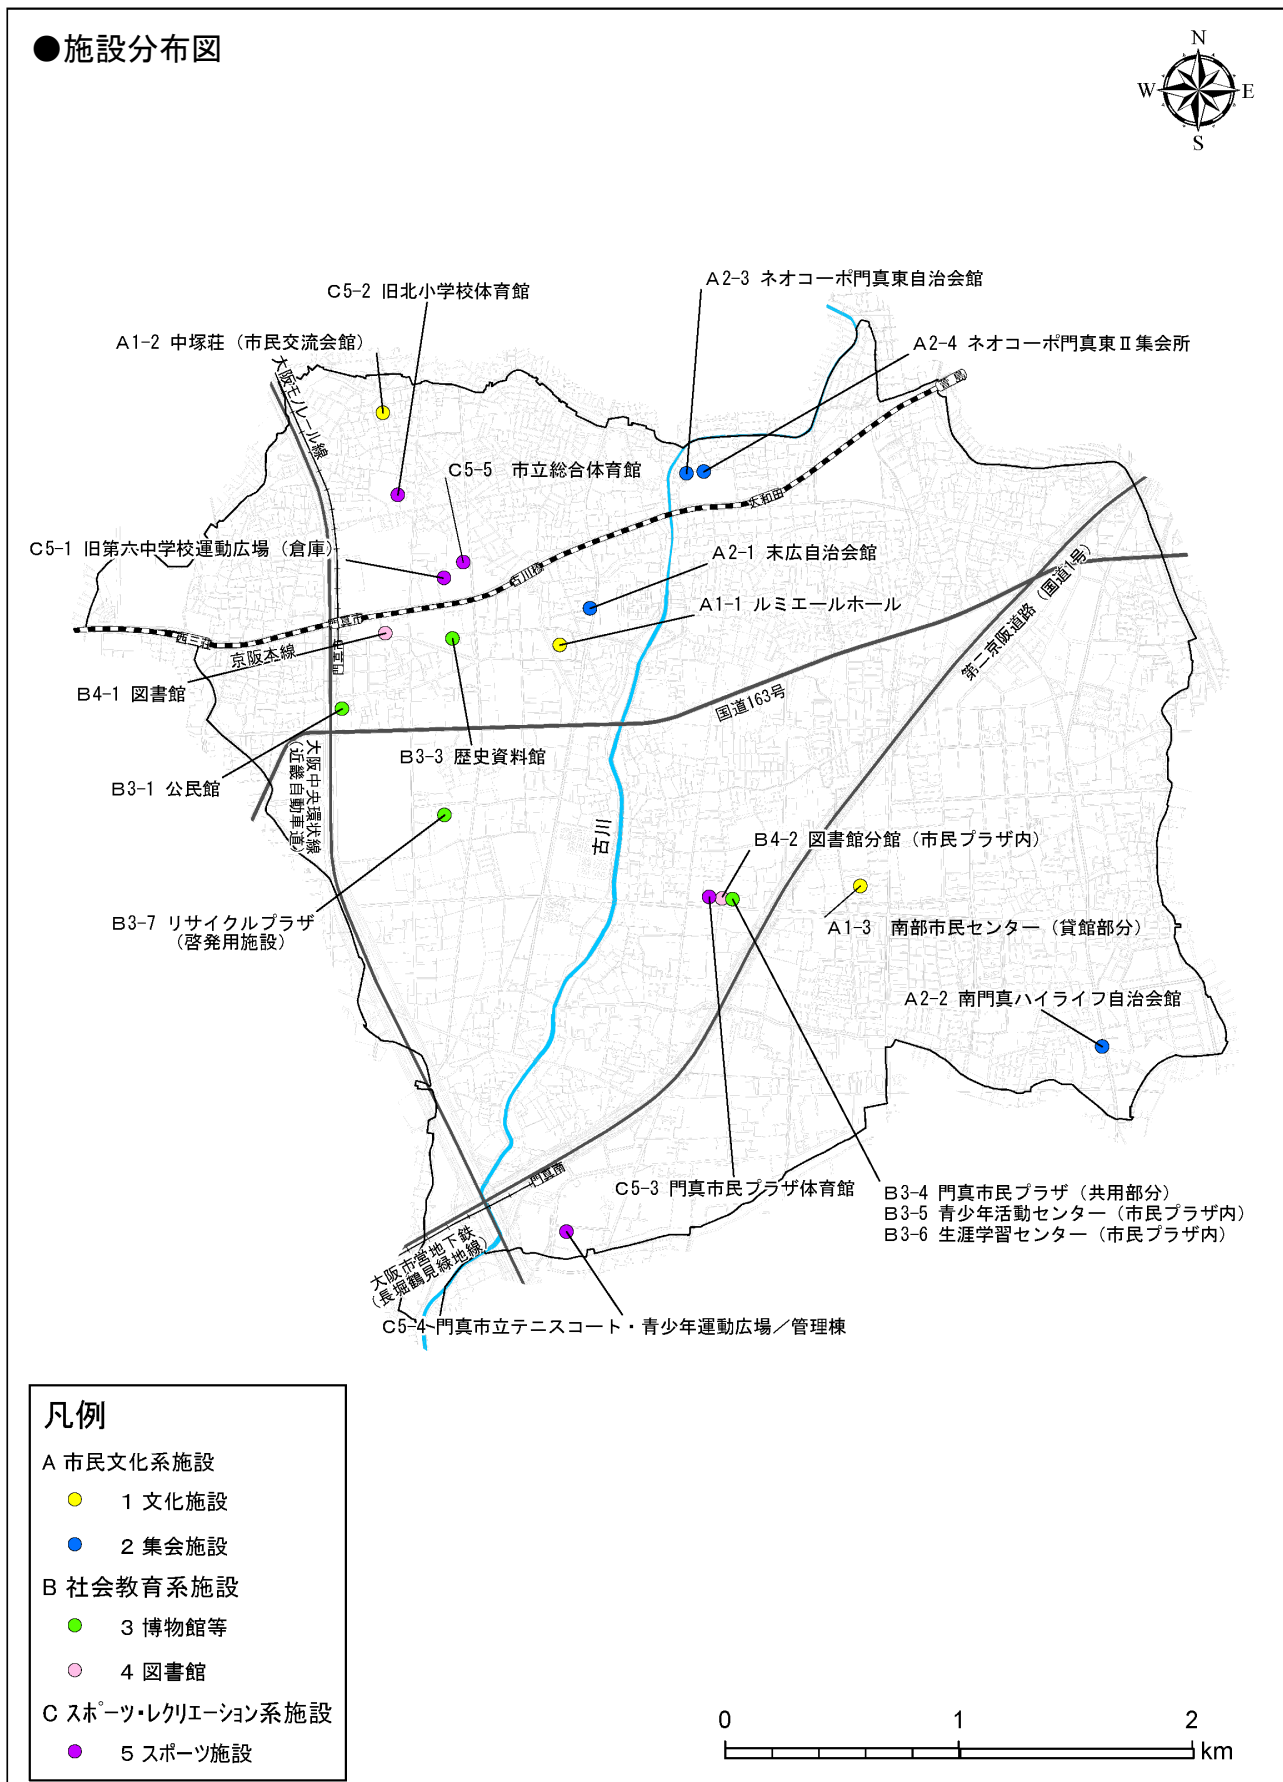 ●施設分布図
N
W E
S
A2-3 ネオコーポ門真東自治会館
C5-2 旧北小学校体育館
A1-2 中塚荘（市民交流会館）
A2-4 ネオコーポ門真東Ⅱ集会所
大阪モノレール線
萱島
C5-5 市立総合体育館
大和田
C5-1 旧第六中学校運動広場（倉庫）
古川橋
A2-1 末広自治会館
A1-1 ルミエールホール
門真市
西三荘
京阪本線
門真市
第二京阪道路（国道1号）
B4-1 図書館
国道163号
B3-3 歴史資料館
大阪中央環状線
（近畿自動車道）
B3-1 公民館
古川
B4-2 図書館分館（市民プラザ内）
B3-7 リサイクルプラザ
（啓発用施設）
A1-3 南部市民センター（貸館部分）
A2-2 南門真ハイライフ自治会館
門真南
C5-3 門真市民プラザ体育館
B3-4 門真市民プラザ（共用部分）
B3-5 青少年活動センター（市民プラザ内）
B3-6 生涯学習センター（市民プラザ内）
大阪市営地下鉄
（長堀鶴見緑地線）
C5-4 門真市立テニスコート・青少年運動広場／管理棟
凡例
A 市民文化系施設
1 文化施設
2 集会施設
B 社会教育系施設
3 博物館等
4 図書館
C スポーツ・レクリエーション系施設
5 スポーツ施設
0 1 2
km